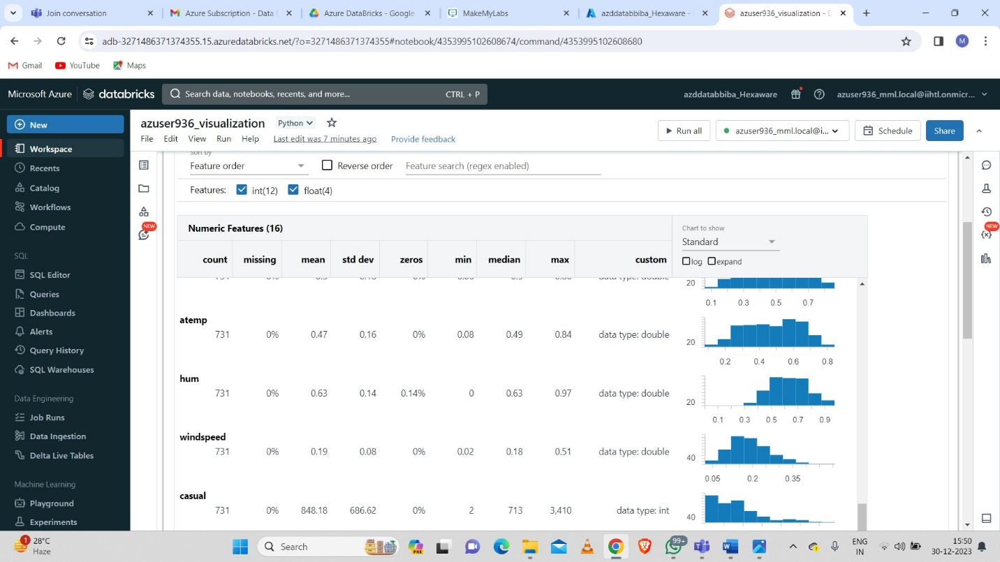 Join conversation
Azure Subscription - Data
Azure DataBricks - Google
MakeMyLabs
azddatabbiba_Hexaware -
azuser936_visualization - D
adb-3271486371374355.15.azuredatabricks.net/?o=3271486371374355#notebook/4353995102608674/command/4353995102608680
M
Gmail
YouTube
Maps
Microsoft Azure
databricks
Search data, notebooks, recents, and more...
CTRL + P
azddatabbiba_Hexaware
azuser936_mml.local@iihtl.onmicr...
New
Workspace
Recents
Catalog
Workflows
Compute
SQL
SQL Editor
Queries
Dashboards
Alerts
Query History
SQL Warehouses
Data Engineering
Job Runs
Data Ingestion
Delta Live Tables
Machine Learning
Playground
Experiments
azuser936_visualization
Python
File Edit View Run Help Last edit was 7 minutes ago Provide feedback
Run all
azuser936_mml.local@i...
Schedule
Share
NEW
NEW
Sort by
Feature order
Reverse order
Feature search (regex enabled)
Features: int(12) float(4)
Numeric Features (16)
Chart to show
Standard
log expand
count missing mean std dev zeros min median max custom
20
0.1 0.3 0.5 0.7
atemp
731 0% 0.47 0.16 0% 0.08 0.49 0.84 data type: double
20
0.2 0.4 0.6 0.8
hum
731 0% 0.63 0.14 0.14% 0 0.63 0.97 data type: double
20
0.1 0.3 0.5 0.7 0.9
windspeed
731 0% 0.19 0.08 0% 0.02 0.18 0.51 data type: double
40
0.05 0.2 0.35
casual
731 0% 848.18 686.62 0% 2 713 3,410 data type: int
40
1
28°C
Haze
Search
PRE
99+
ENG
IN
15:50
30-12-2023